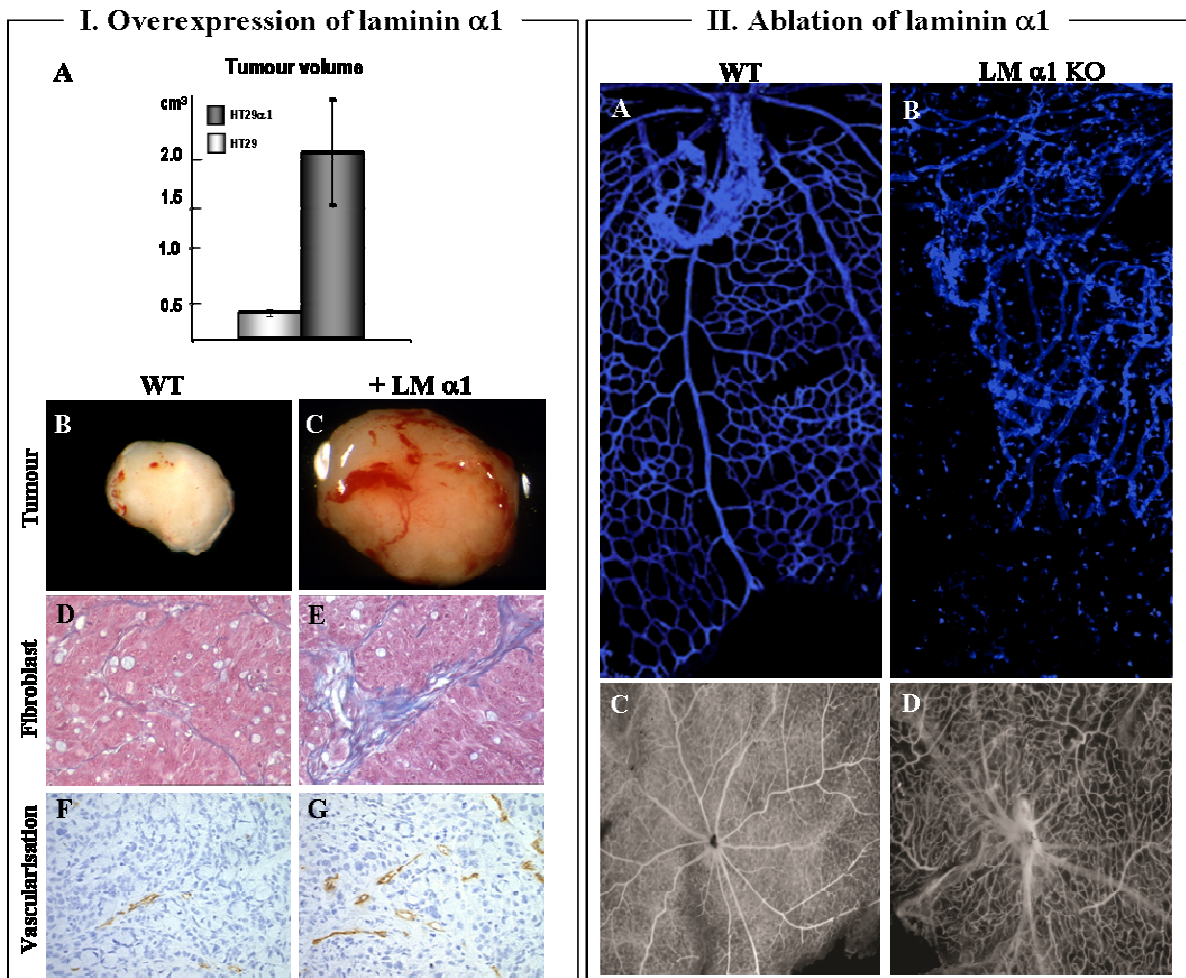 I. Overexpression of laminin α1
A
Tumour volume
cm³
HT29α1
HT29
2.0
1.5
1.0
0.5
WT
+ LM α1
Tumour
B
C
Fibroblast
D
E
Vascularisation
F
G
II. Ablation of laminin α1
WT
LM α1 KO
A
B
C
D